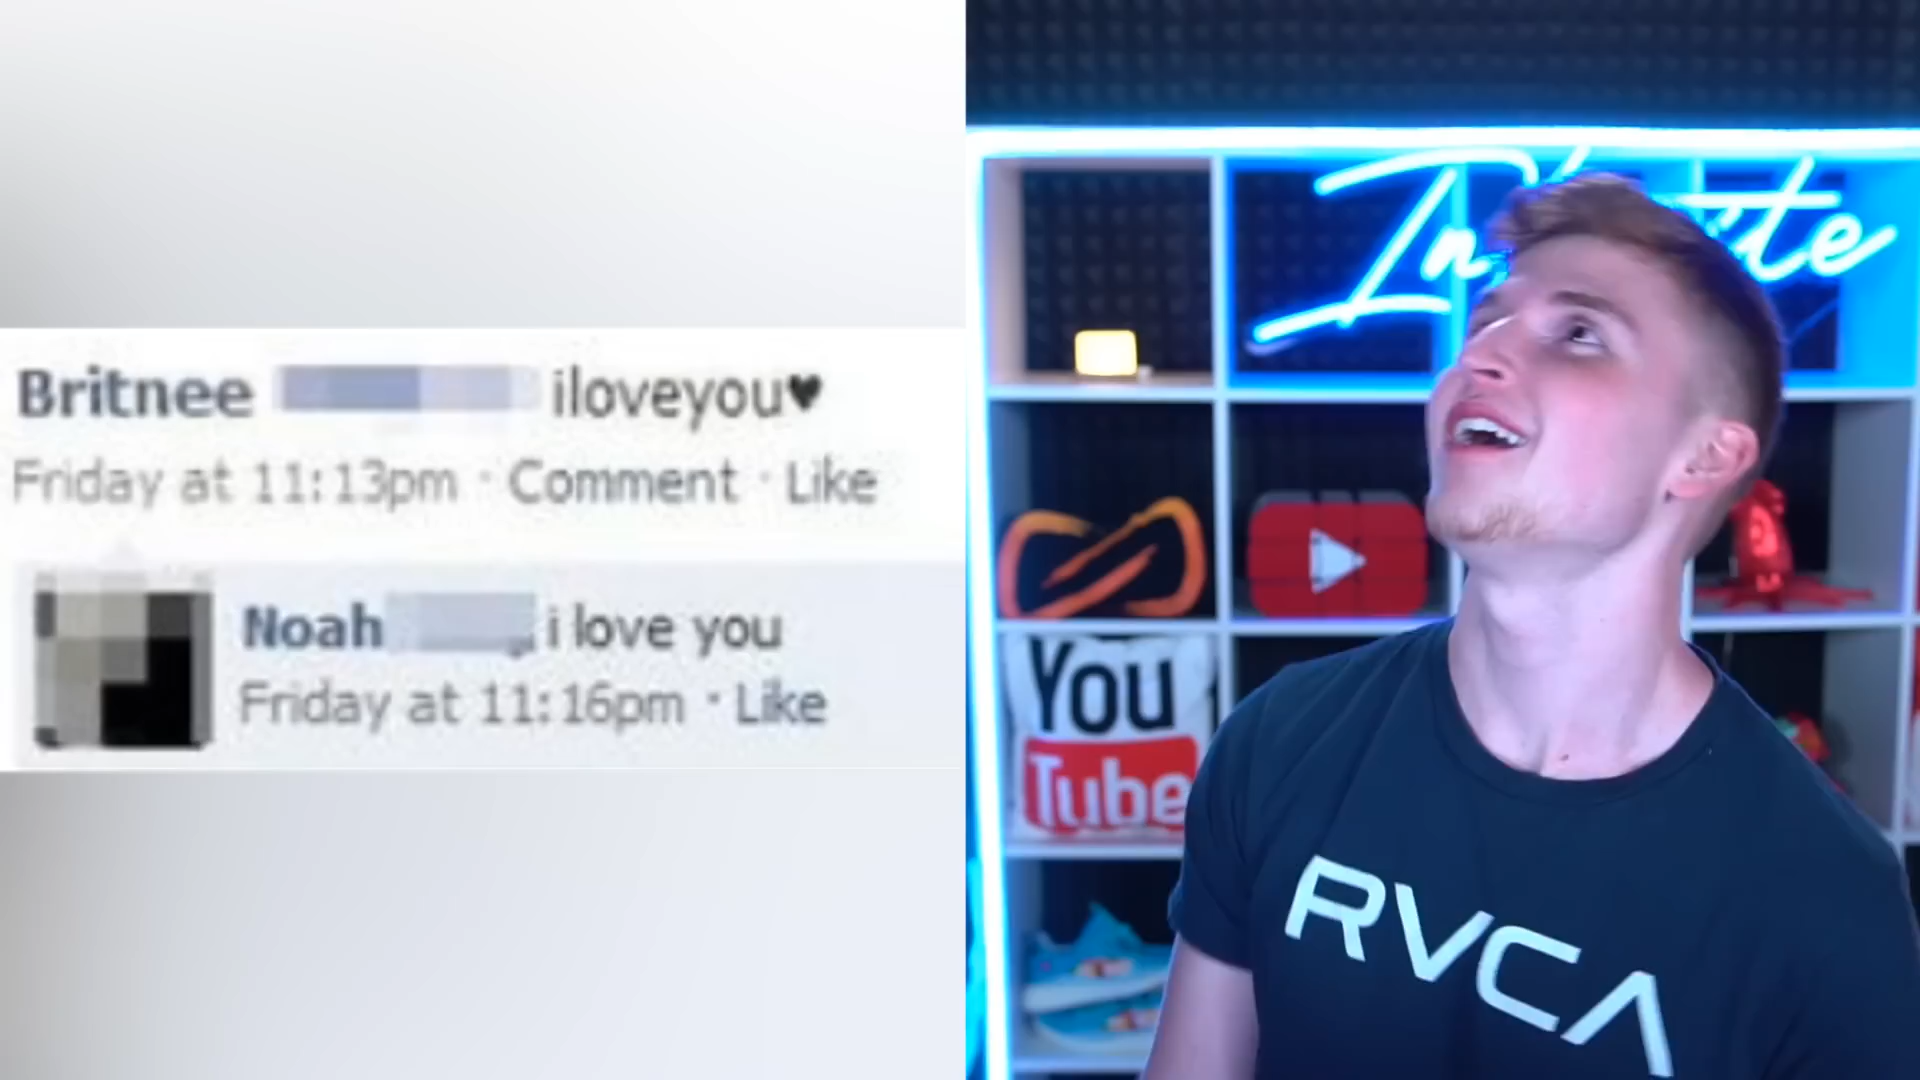 Britnee iloveyou♥
Friday at 11:13pm · Comment · Like
Noah i love you
Friday at 11:16pm · Like
You
Tube
RVCA